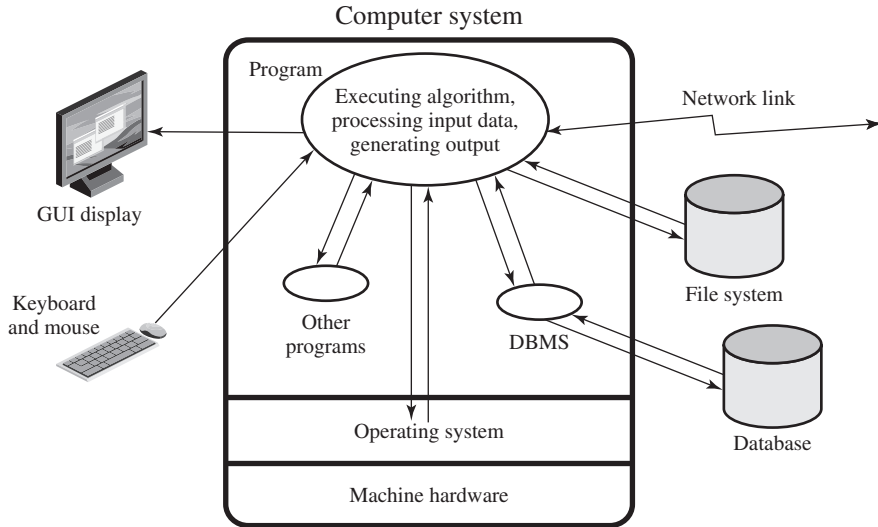 Computer system
Program
Executing algorithm,
processing input data,
generating output
Network link
GUI display
File system
Keyboard
and mouse
Other
programs
DBMS
Database
Operating system
Machine hardware